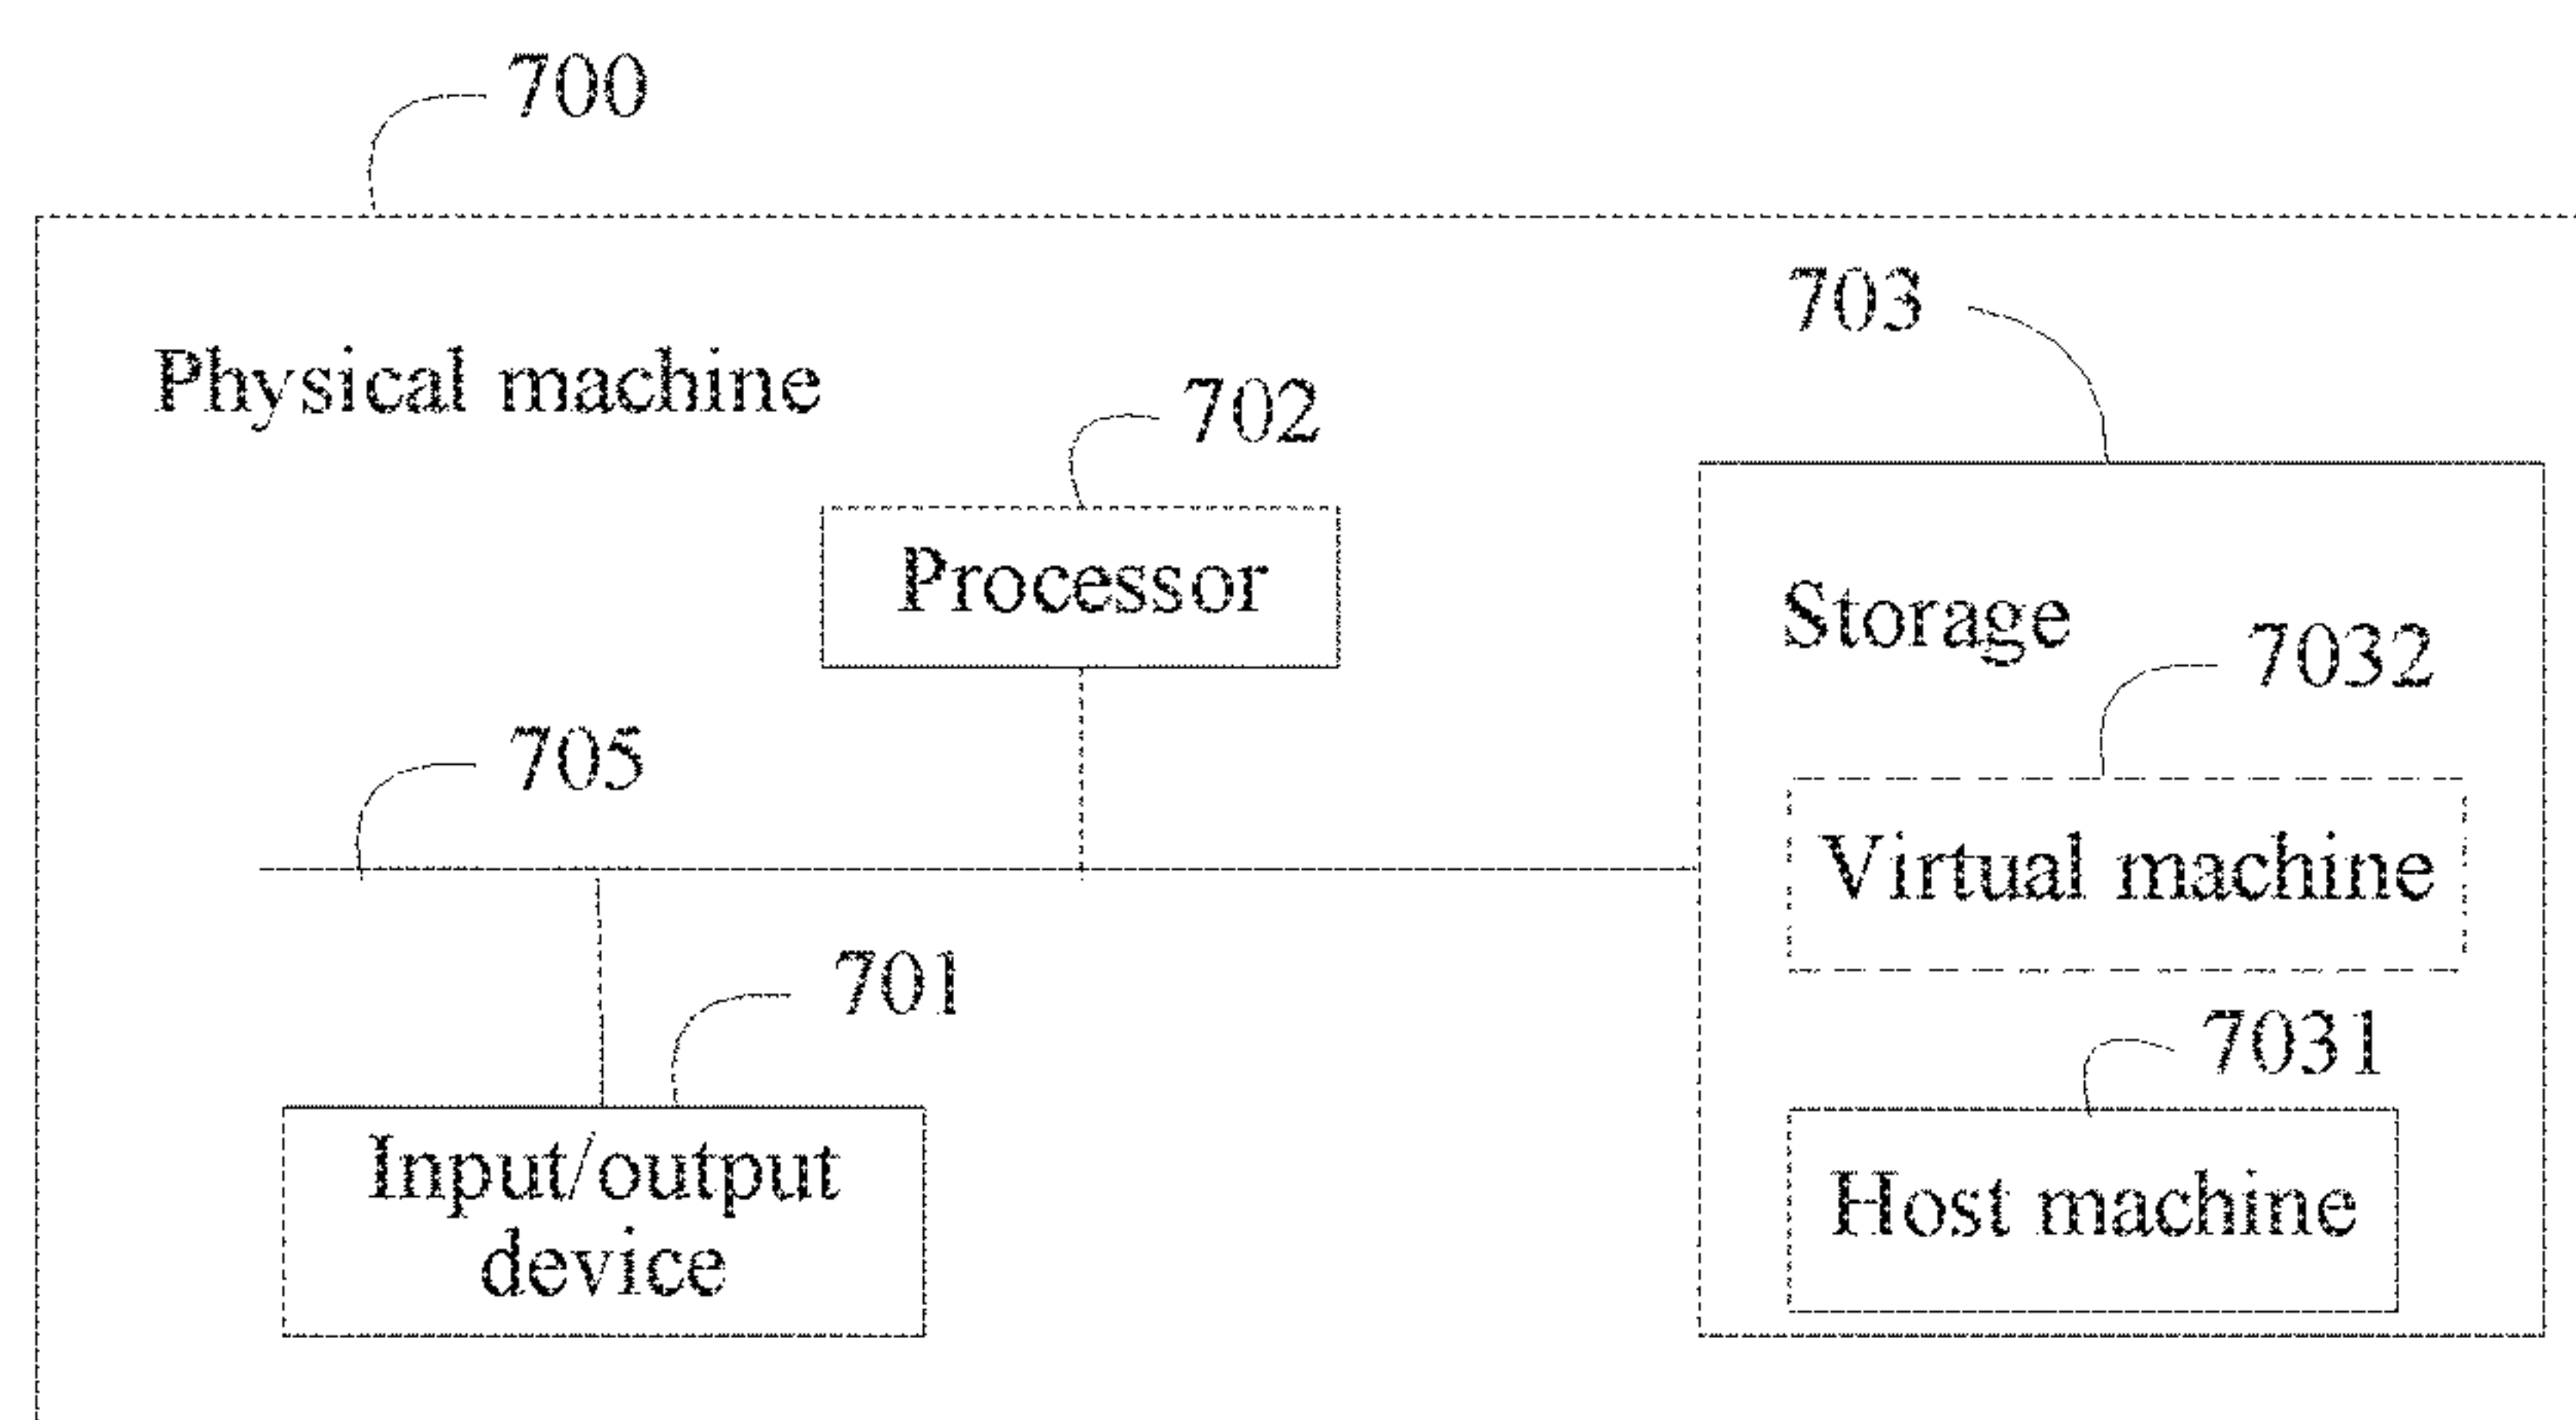 700
703
Physical machine
702
Processor
Storage
7032
705
Virtual machine
701
7031
Input/output
device
Host machine